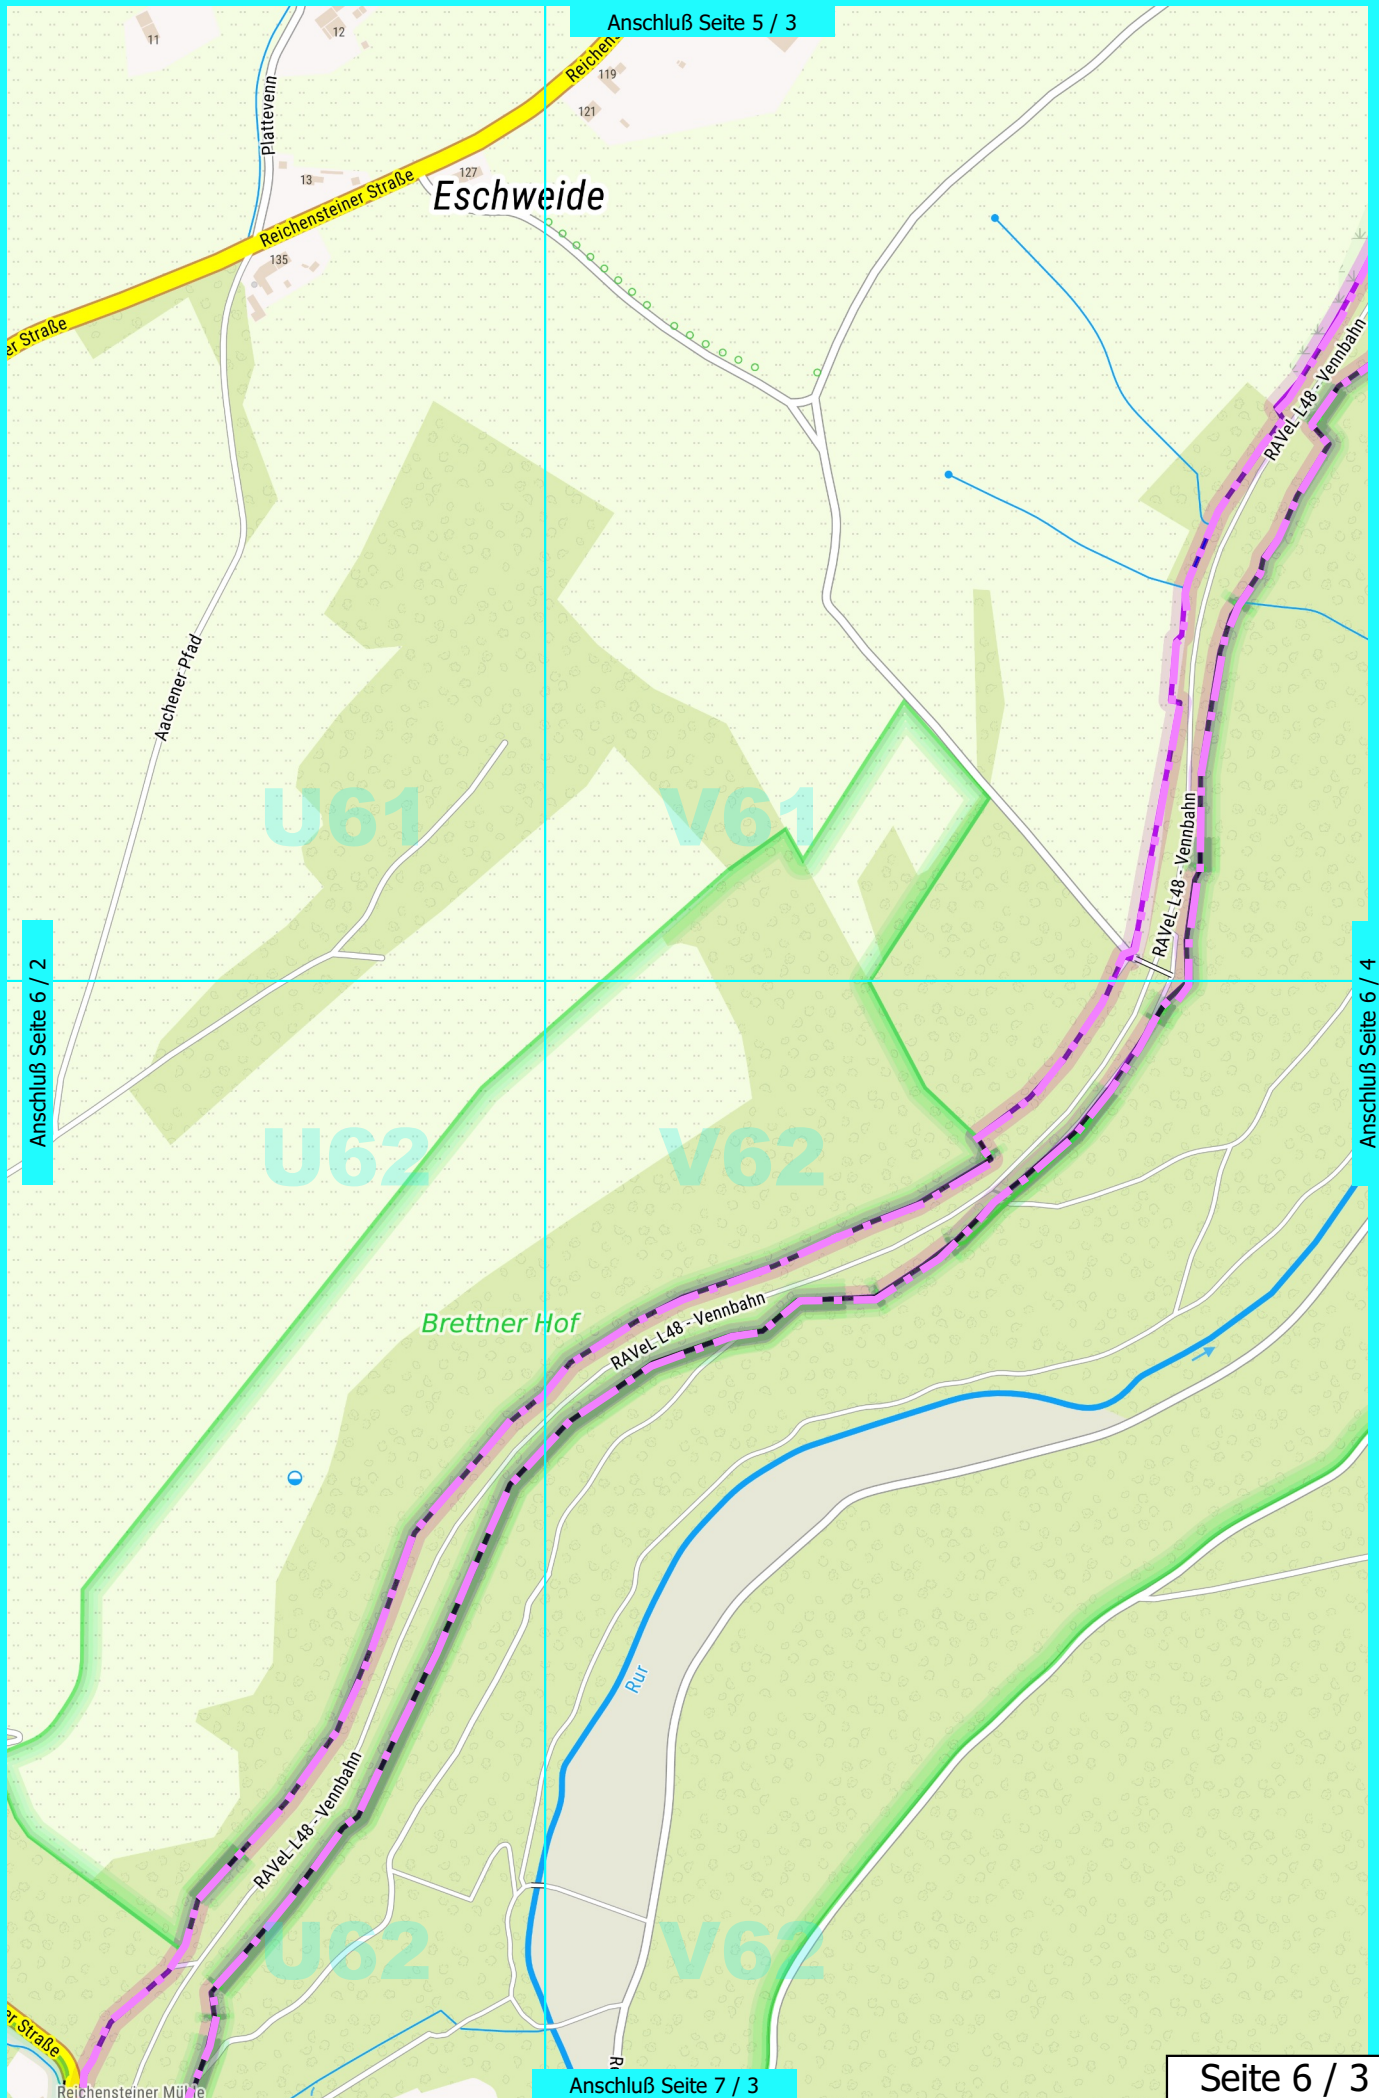 Anschluß Seite 5 / 3
11
12
Plattevenn
119
121
13
127
Reichensteiner Straße
Eschweide
135
er Straße
RAVeL L48 - Vennbahn
Aachener Pfad
U61
V61
RAVeL L48 - Vennbahn
Anschluß Seite 6 / 2
Anschluß Seite 6 / 4
U62
V62
Brettner Hof
RAVeL L48 - Vennbahn
Rur
RAVeL L48 - Vennbahn
U62
V62
er Straße
Reichensteiner Mühle
Anschluß Seite 7 / 3
Seite 6 / 3